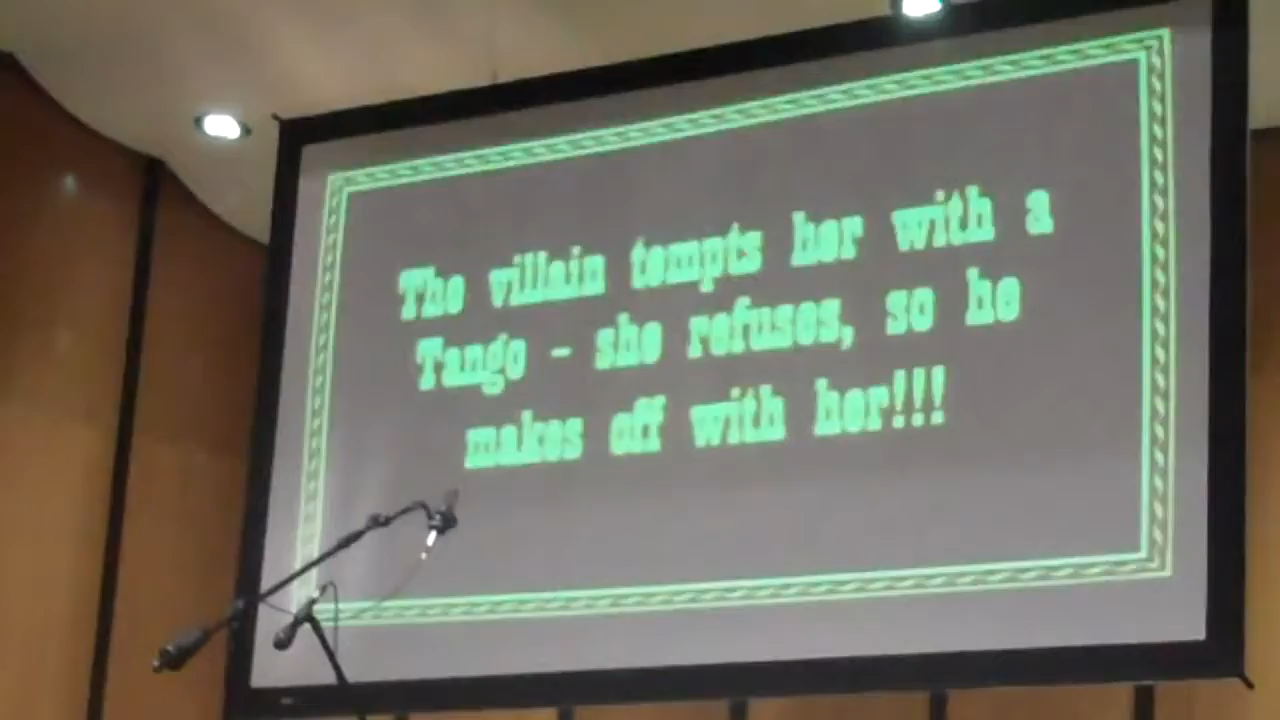 The villain tempts her with a
Tango - she refuses, so he
makes off with her!!!